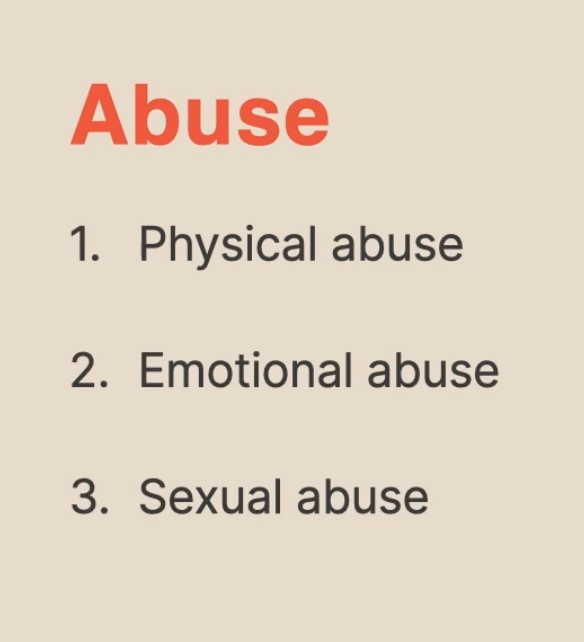 Abuse
1. Physical abuse
2. Emotional abuse
3. Sexual abuse